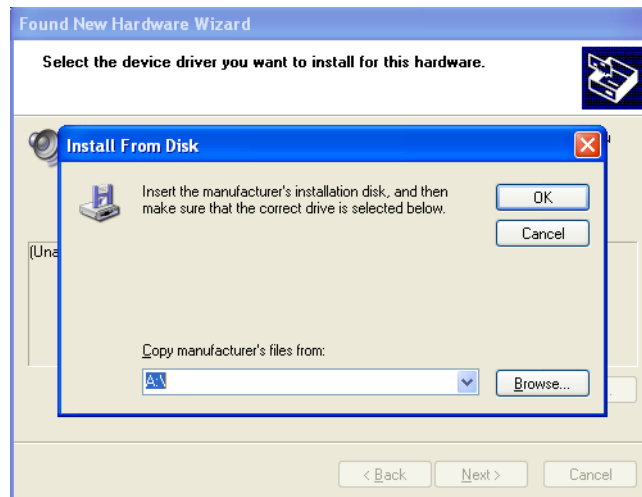 Found New Hardware Wizard
Select the device driver you want to install for this hardware.
Install From Disk
Insert the manufacturer's installation disk, and then
make sure that the correct drive is selected below.
OK
Cancel
(Una
Copy manufacturer's files from:
A:\
Browse...
< Back
Next >
Cancel